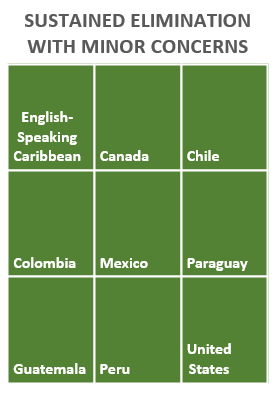 SUSTAINED ELIMINATION
WITH MINOR CONCERNS
English-
Speaking
Caribbean
Canada
Chile
Colombia
Mexico
Paraguay
Guatemala
Peru
United
States